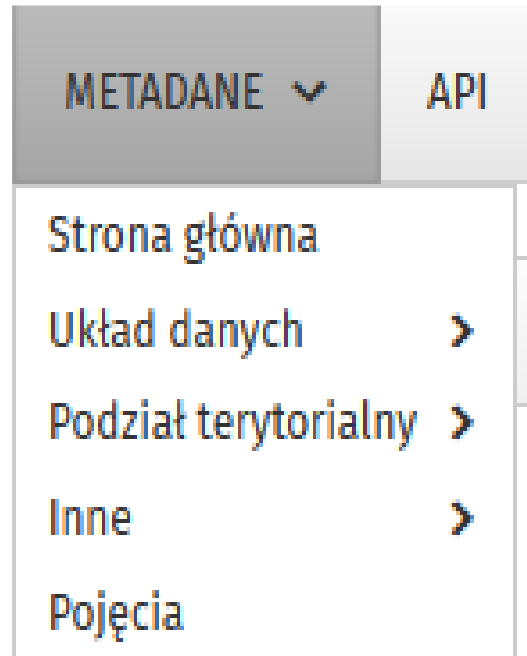 METADANE API
Strona główna
Układ danych
Podział terytorialny
Inne
Pojęcia